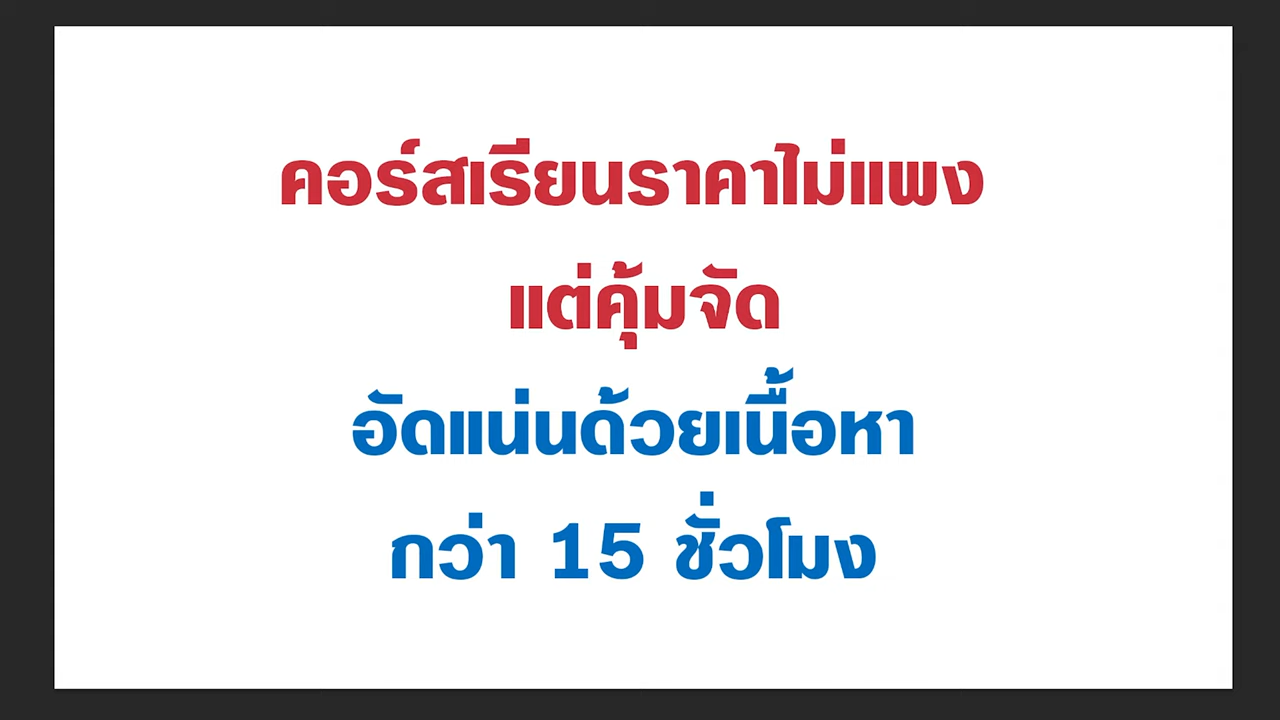 คอร์สเรียนราคาไม่แพง
แต่คุ้มจัด
อัดแน่นด้วยเนื้อหา
กว่า 15 ชั่วโมง